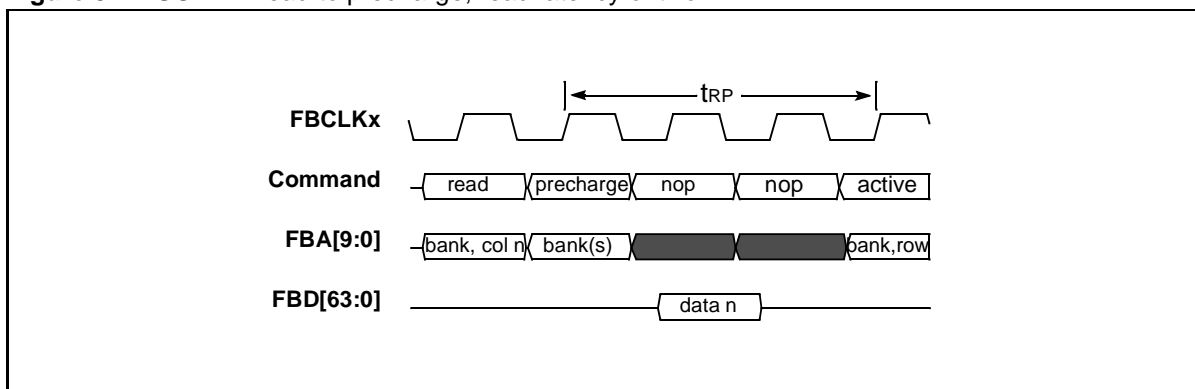 tRP
FBCLKx
Command read precharge nop nop active
FBA[9:0] bank, col n bank(s) bank,row
FBD[63:0] data n